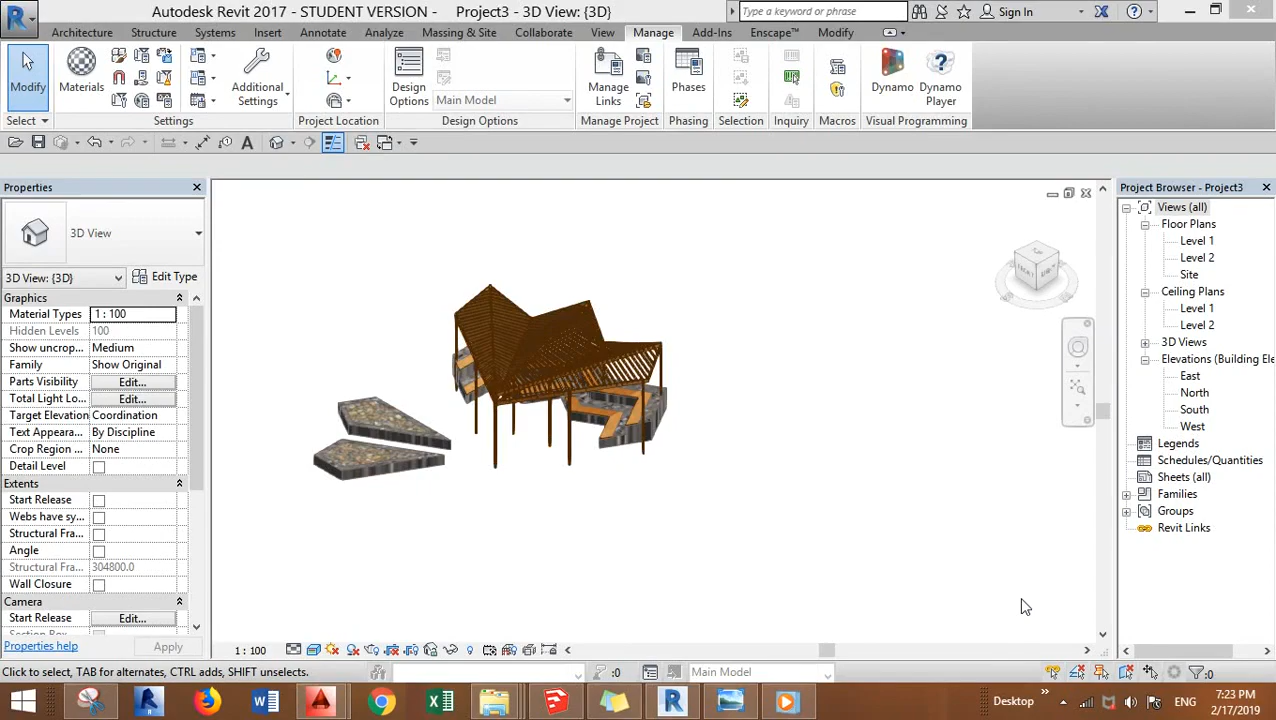 Autodesk Revit 2017 - STUDENT VERSION - Project3 - 3D View: {3D}
Type a keyword or phrase
Sign In
Architecture Structure Systems Insert Annotate Analyze Massing & Site Collaborate View Manage Add-Ins Enscape™ Modify
Modify
Materials
Additional Settings
Design Options
Main Model
Manage Links
Phases
Dynamo
Dynamo Player
Select Settings Project Location Design Options Manage Project Phasing Selection Inquiry Macros Visual Programming
Properties
3D View
3D View: {3D}
Edit Type
Graphics
Material Types 1 : 100
Hidden Levels 100
Show uncrop... Medium
Family Show Original
Parts Visibility Edit...
Total Light Lo... Edit...
Target Elevation Coordination
Text Appeara... By Discipline
Crop Region ... None
Detail Level
Extents
Start Release
Webs have sy...
Structural Fra...
Angle
Structural Fra... 304800.0
Wall Closure
Camera
Start Release Edit...
Section Box
Properties help
Apply
Project Browser - Project3
Views (all)
Floor Plans
Level 1
Level 2
Site
Ceiling Plans
Level 1
Level 2
3D Views
Elevations (Building Ele
East
North
South
West
Legends
Schedules/Quantities
Sheets (all)
Families
Groups
Revit Links
1 : 100
Click to select, TAB for alternates, CTRL adds, SHIFT unselects.
:0
Main Model
:0
Desktop
ENG
7:23 PM
2/17/2019